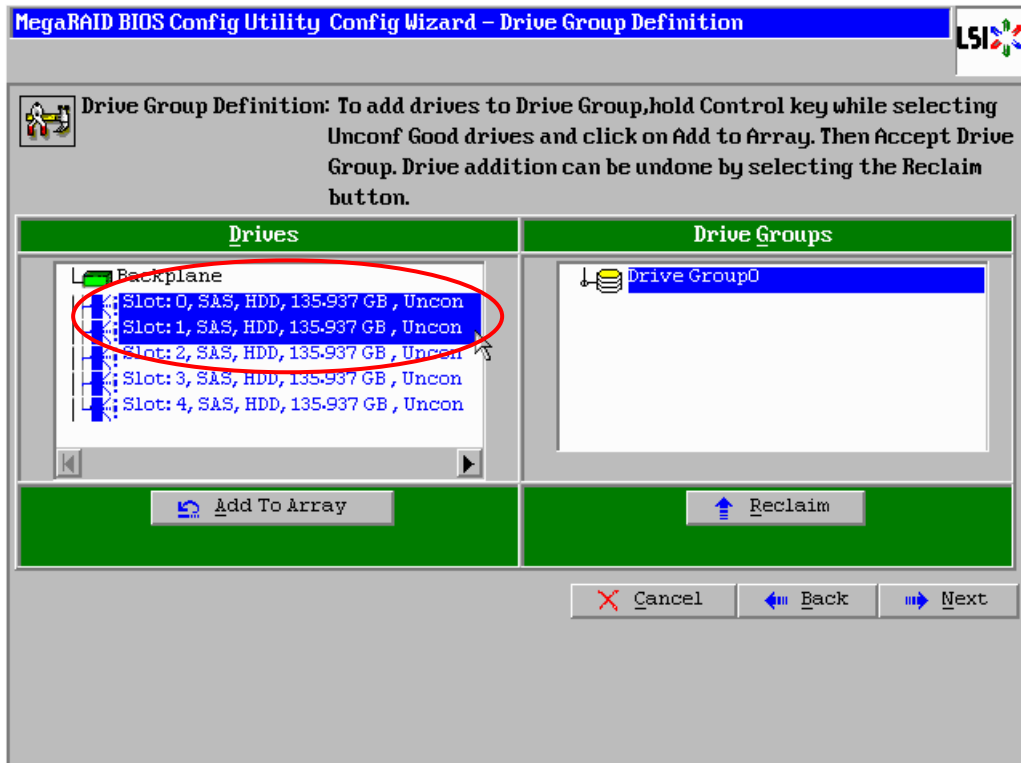 MegaRAID BIOS Config Utility Config Wizard – Drive Group Definition
LSI
Drive Group Definition: To add drives to Drive Group,hold Control key while selecting
Unconf Good drives and click on Add to Array. Then Accept Drive
Group. Drive addition can be undone by selecting the Reclaim
button.
Drives
Backplane
Slot: 0, SAS, HDD, 135.937 GB , Uncon
Slot: 1, SAS, HDD, 135.937 GB , Uncon
Slot: 2, SAS, HDD, 135.937 GB , Uncon
Slot: 3, SAS, HDD, 135.937 GB , Uncon
Slot: 4, SAS, HDD, 135.937 GB , Uncon
Add To Array
Drive Groups
Drive Group0
Reclaim
Cancel
Back
Next